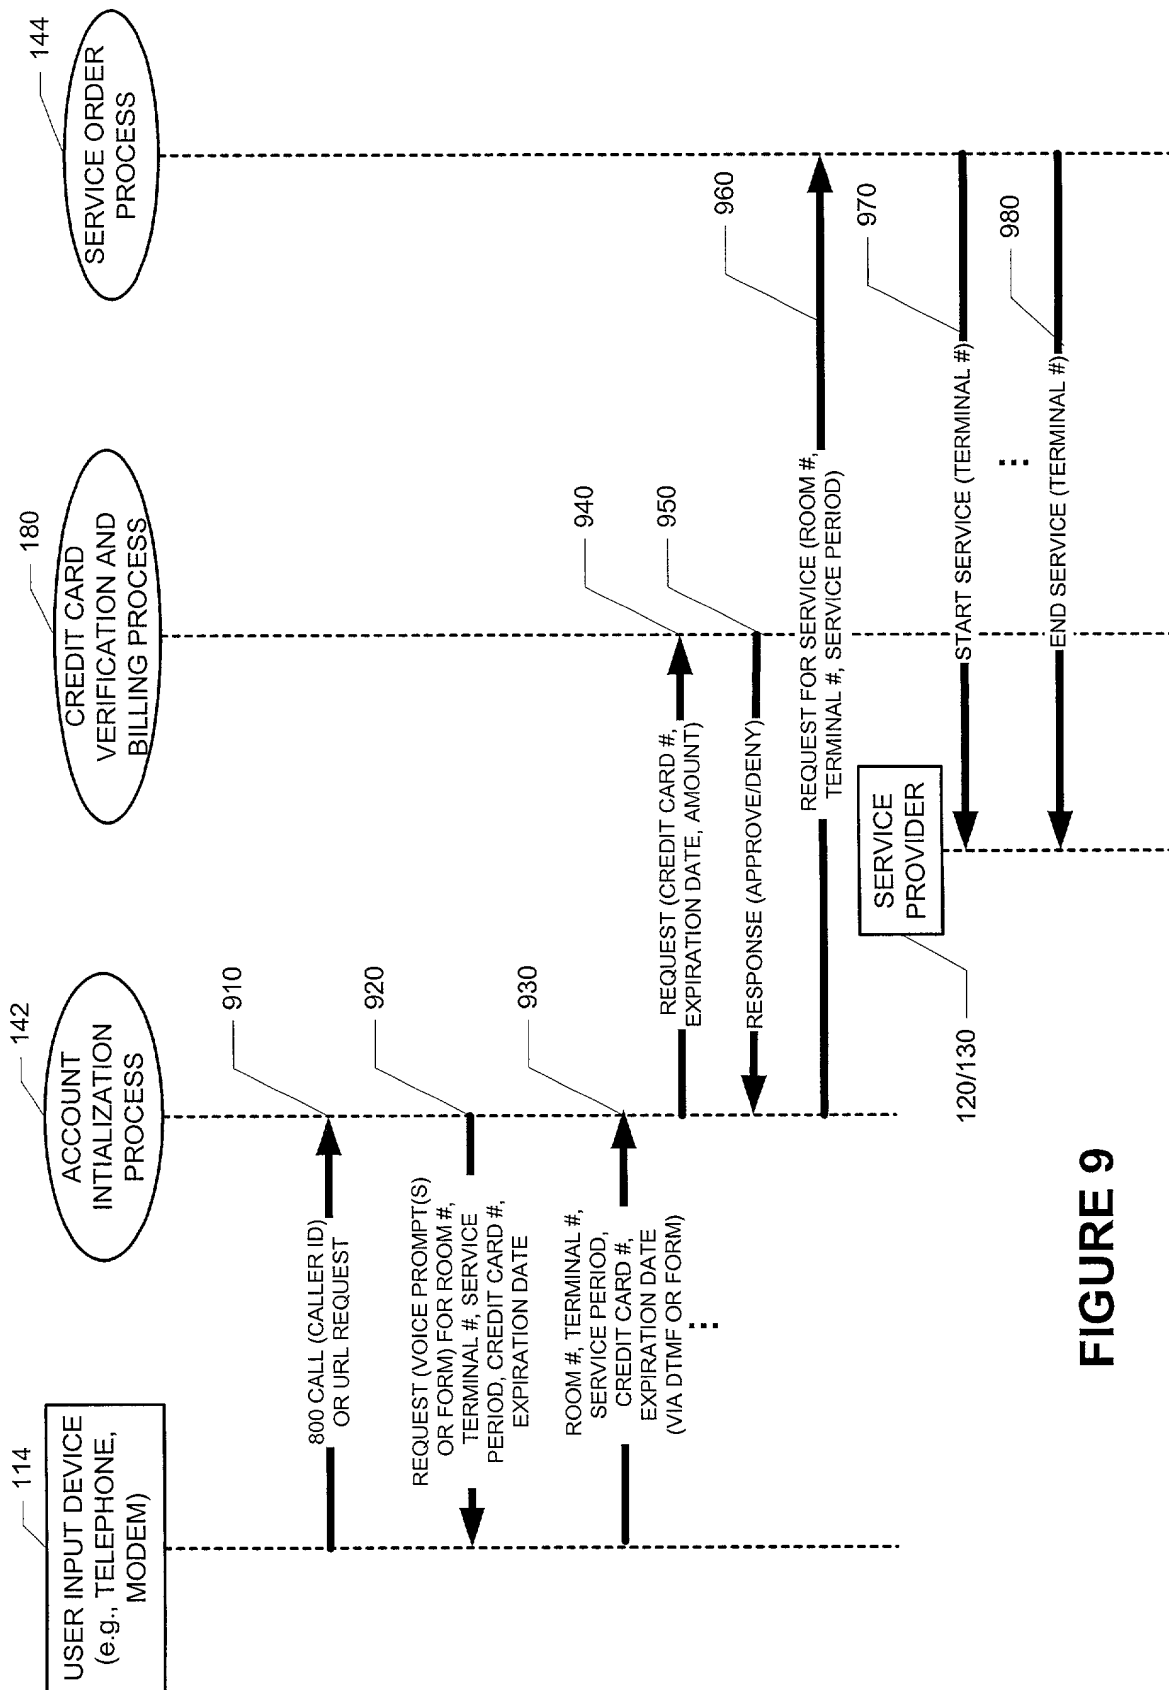 114
USER INPUT DEVICE
(e.g., TELEPHONE,
MODEM)
142
ACCOUNT
INTIALIZATION
PROCESS
180
CREDIT CARD
VERIFICATION AND
BILLING PROCESS
144
SERVICE ORDER
PROCESS
800 CALL (CALLER ID)
OR URL REQUEST
910
REQUEST (VOICE PROMPT(S)
OR FORM) FOR ROOM #,
TERMINAL #, SERVICE
PERIOD, CREDIT CARD #,
EXPIRATION DATE
920
ROOM #, TERMINAL #,
SERVICE PERIOD,
CREDIT CARD #,
EXPIRATION DATE
(VIA DTMF OR FORM)
930
...
REQUEST (CREDIT CARD #,
EXPIRATION DATE, AMOUNT)
940
RESPONSE (APPROVE/DENY)
950
REQUEST FOR SERVICE (ROOM #,
TERMINAL #, SERVICE PERIOD)
960
SERVICE
PROVIDER
120/130
START SERVICE (TERMINAL #)
970
...
END SERVICE (TERMINAL #)
980
FIGURE 9